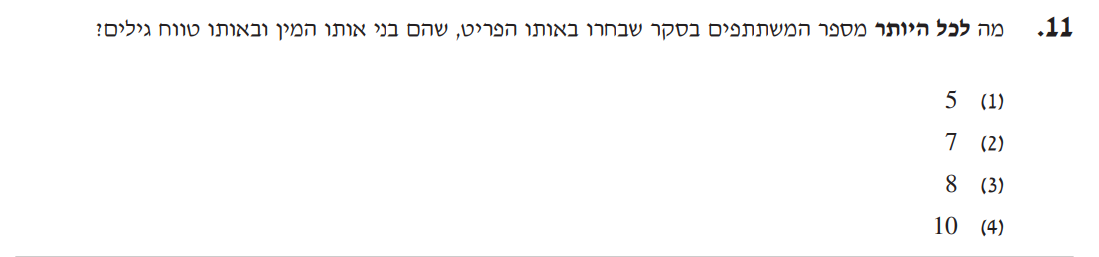 11. מה לכל היותר מספר המשתתפים בסקר שבחרו באותו הפריט, שהם בני אותו המין ובאותו טווח גילים?
(1) 5
(2) 7
(3) 8
(4) 10